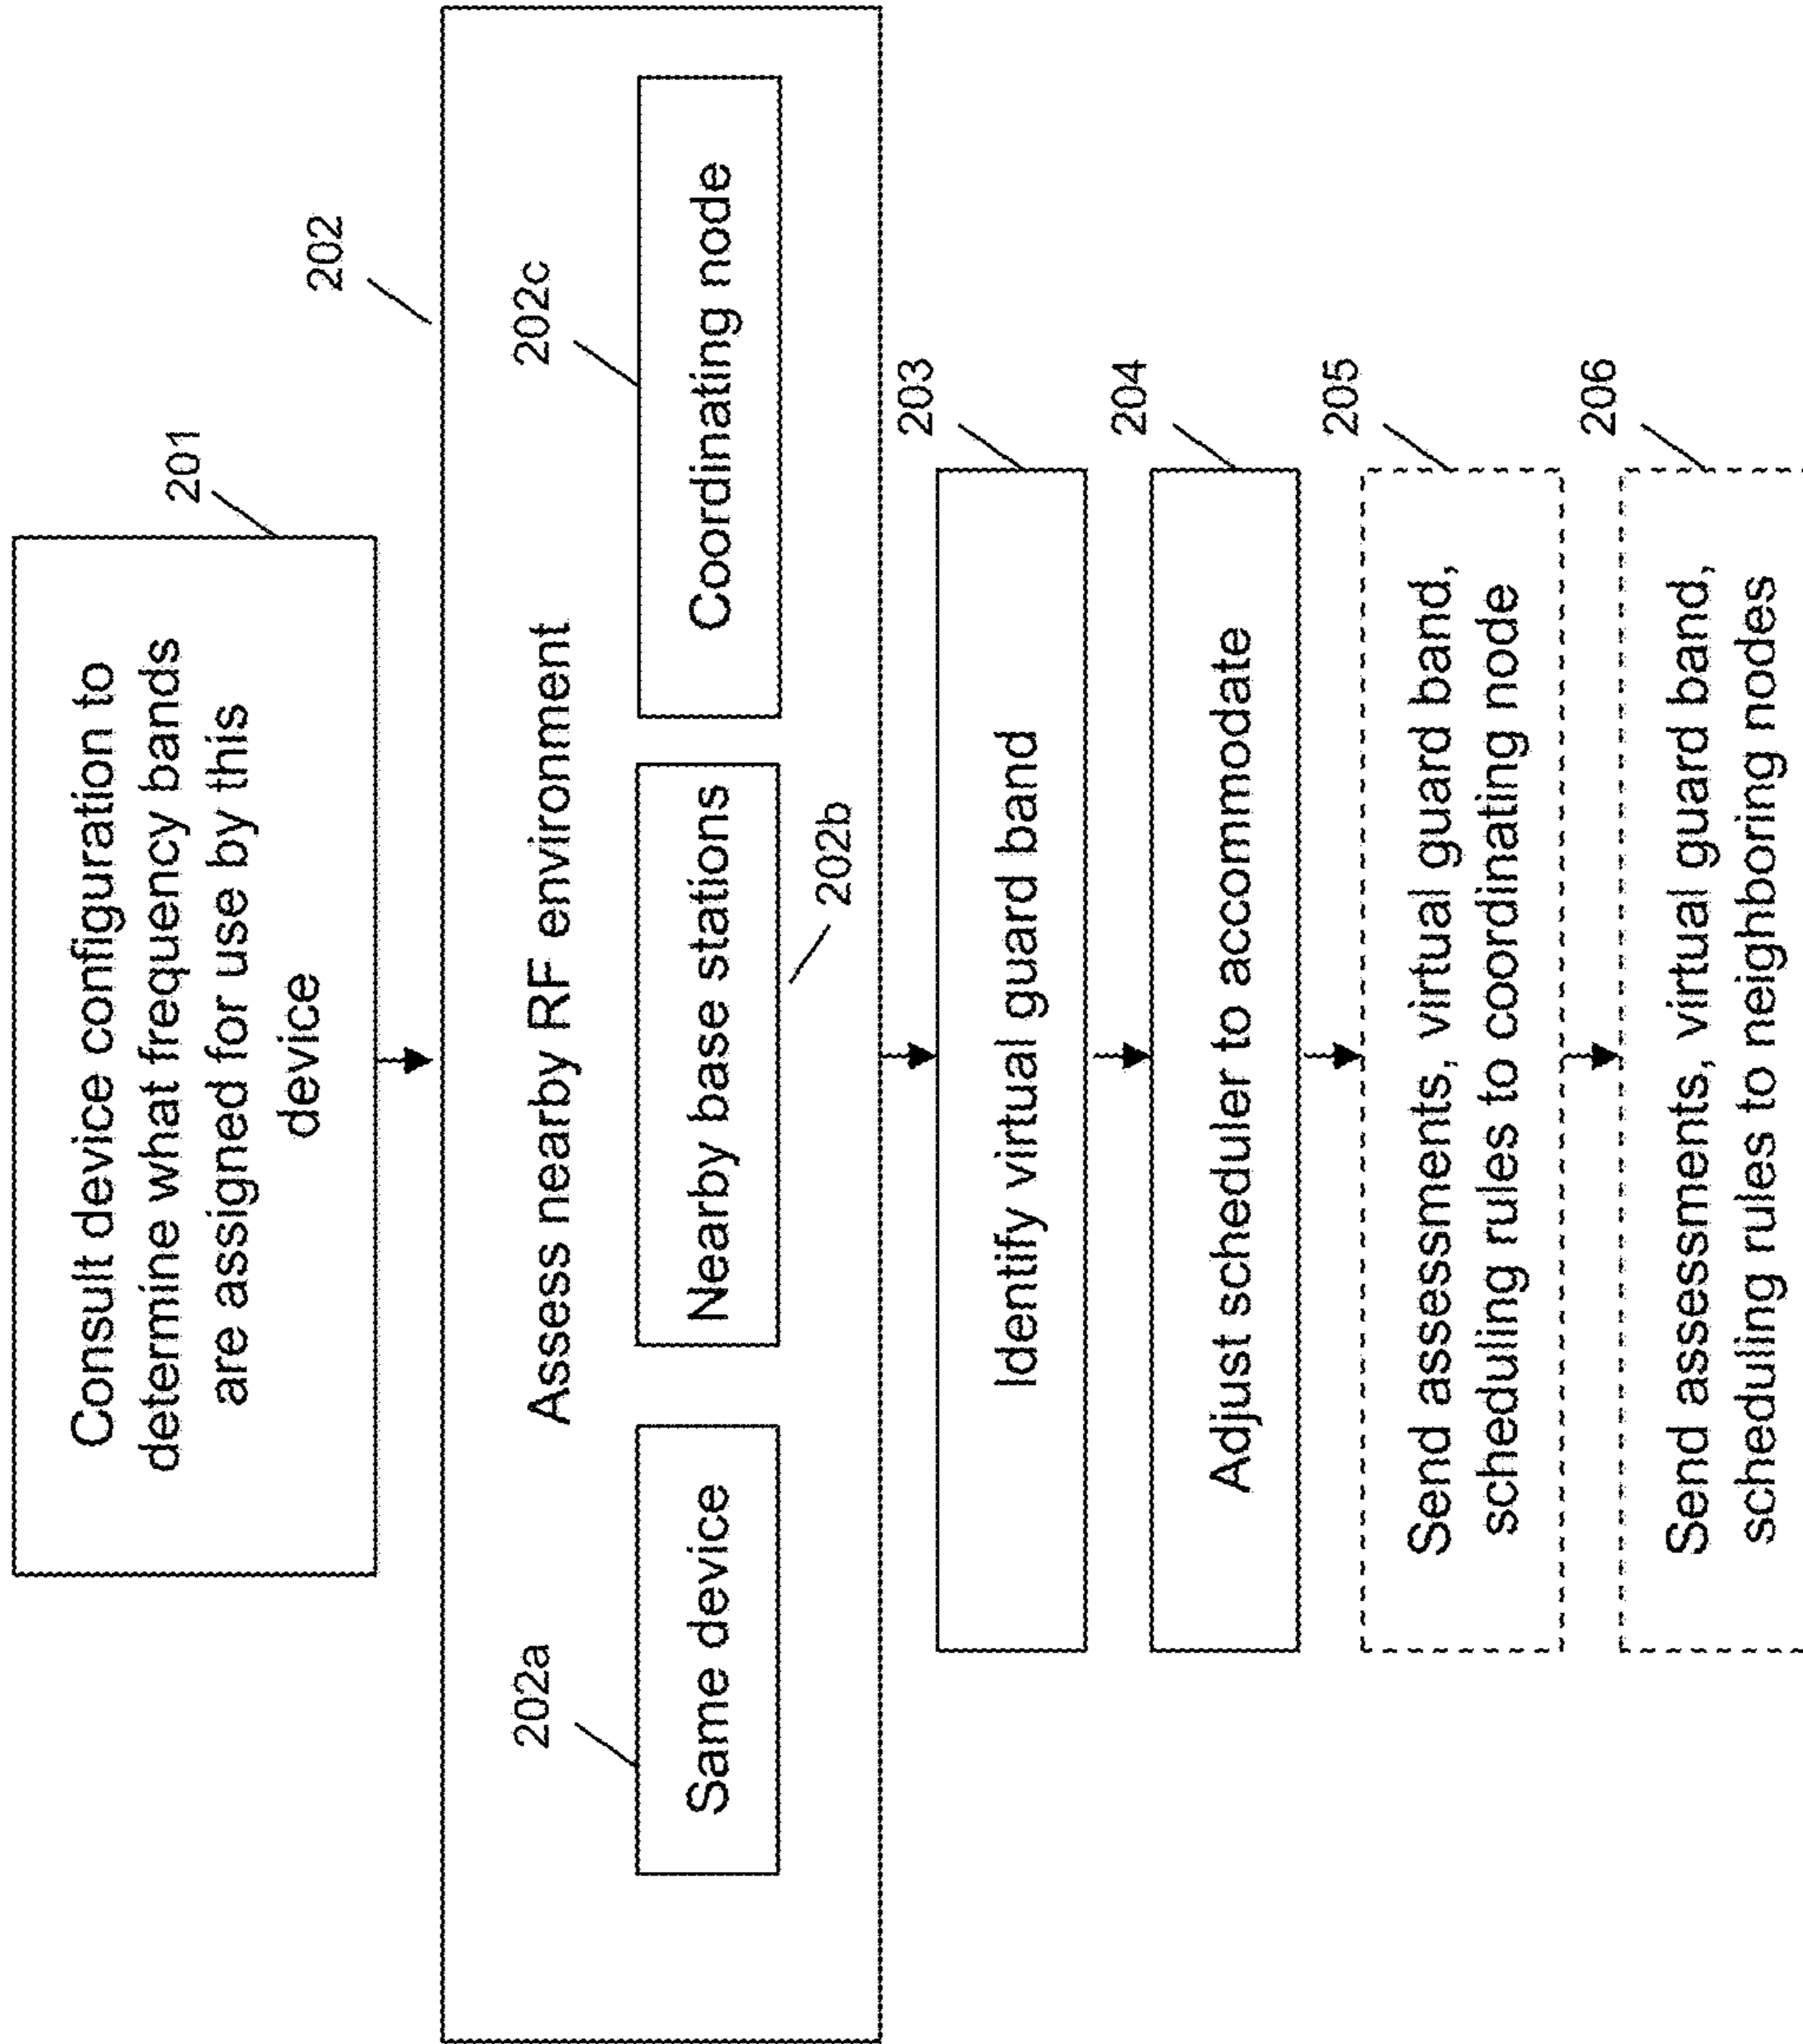 Consult device configuration to
determine what frequency bands
are assigned for use by this
device
201
202
Assess nearby RF environment
202a
Same device
Nearby base stations
202b
202c
Coordinating node
203
Identify virtual guard band
204
Adjust scheduler to accommodate
205
Send assessments, virtual guard band,
scheduling rules to coordinating node
206
Send assessments, virtual guard band,
scheduling rules to neighboring nodes